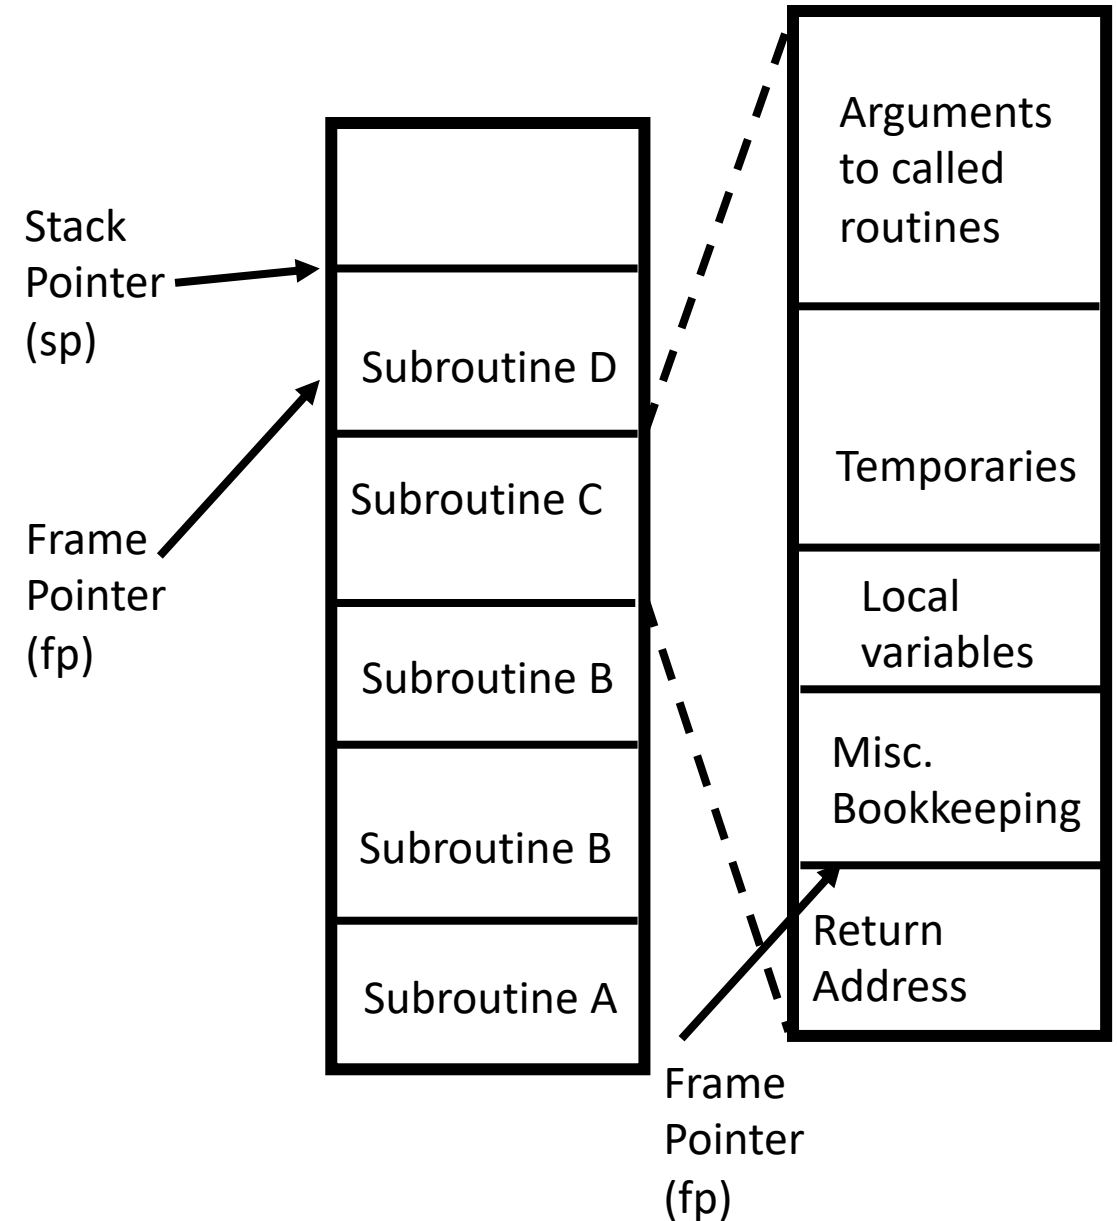 Stack
Pointer
(sp)
Frame
Pointer
(fp)
Subroutine D
Subroutine C
Subroutine B
Subroutine B
Subroutine A
Arguments
to called
routines
Temporaries
Local
variables
Misc.
Bookkeeping
Return
Address
Frame
Pointer
(fp)